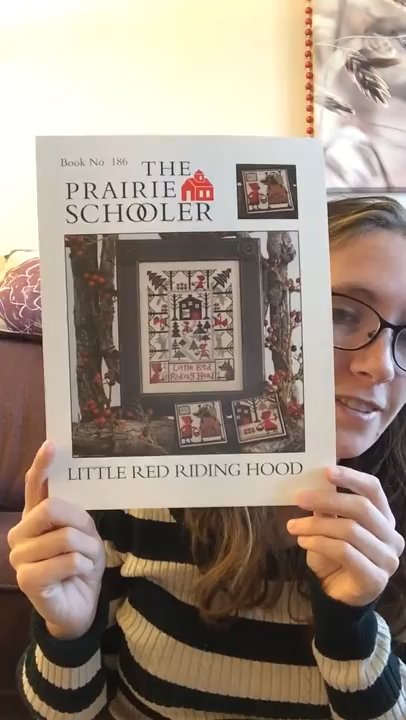 Book No 186
THE
PRAIRIE
SCHOOLER
Little Red
Riding Hood
LITTLE RED RIDING HOOD